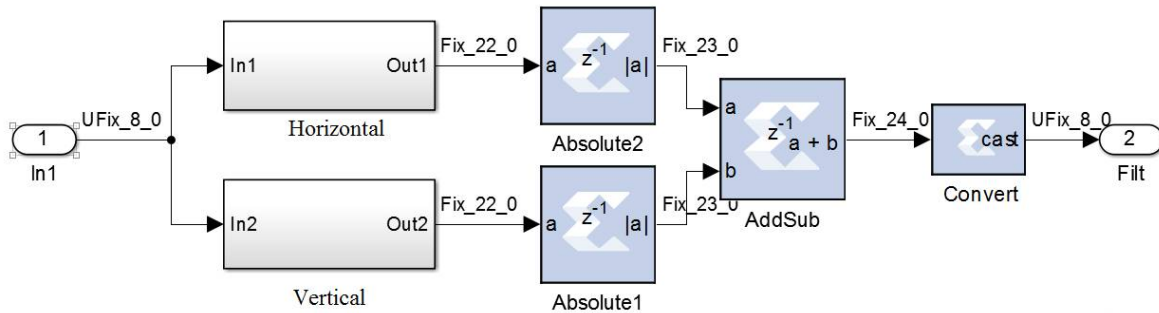 1
In1
UFix_8_0
In1
Out1
Horizontal
Fix_22_0
a
z-1
|a|
Absolute2
Fix_23_0
In2
Out2
Vertical
Fix_22_0
a
z-1
|a|
Absolute1
Fix_23_0
a
b
z-1
a + b
AddSub
Fix_24_0
cast
Convert
UFix_8_0
2
Filt